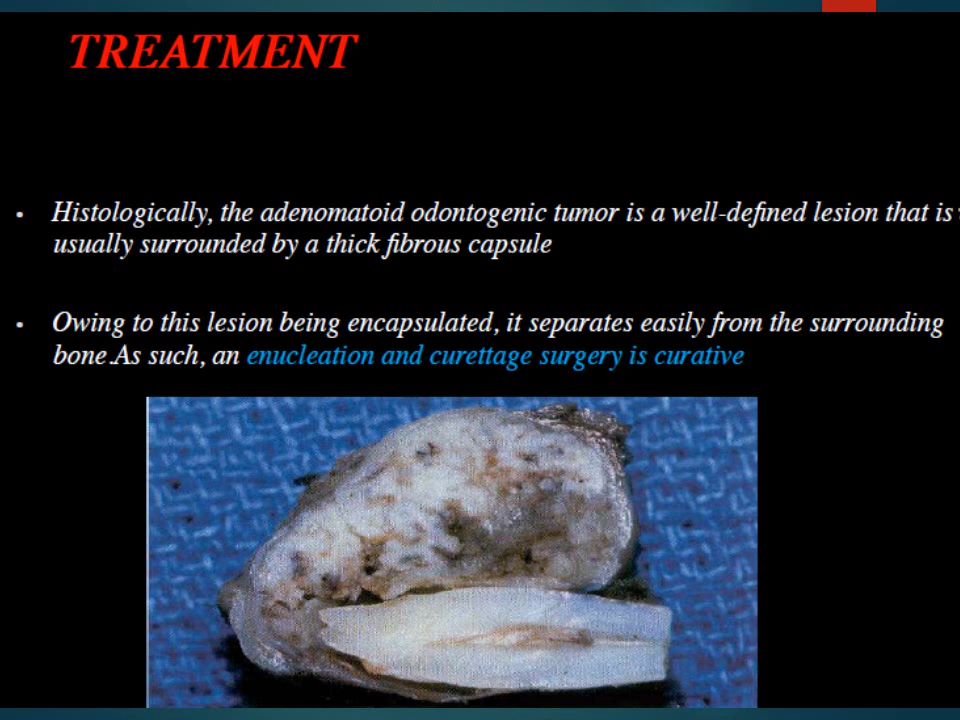 TREATMENT
• Histologically, the adenomatoid odontogenic tumor is a well-defined lesion that is
usually surrounded by a thick fibrous capsule
• Owing to this lesion being encapsulated, it separates easily from the surrounding
bone.As such, an enucleation and curettage surgery is curative